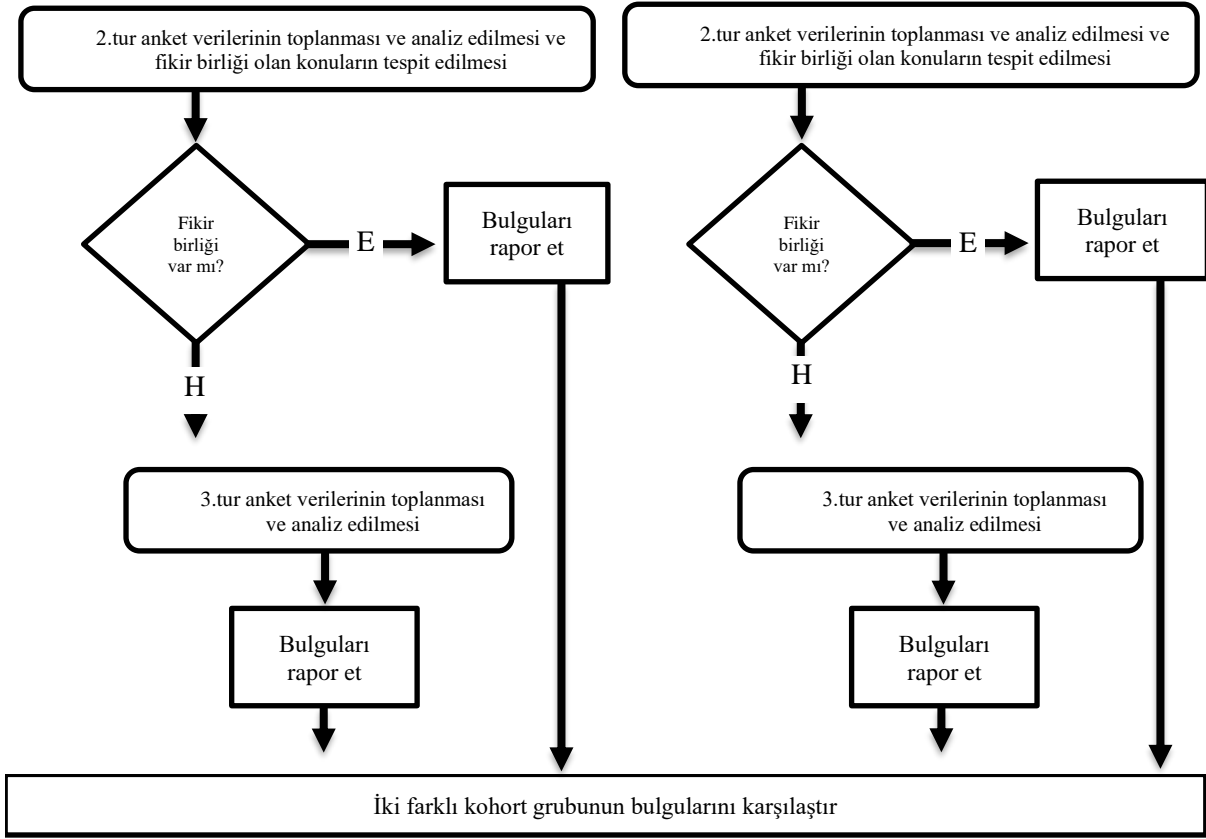 2.tur anket verilerinin toplanması ve analiz edilmesi ve
fikir birliği olan konuların tespit edilmesi
Fikir
birliği
var mı?
E
Bulguları
rapor et
H
3.tur anket verilerinin toplanması
ve analiz edilmesi
Bulguları
rapor et
2.tur anket verilerinin toplanması ve analiz edilmesi ve
fikir birliği olan konuların tespit edilmesi
Fikir
birliği
var mı?
E
Bulguları
rapor et
H
3.tur anket verilerinin toplanması
ve analiz edilmesi
Bulguları
rapor et
İki farklı kohort grubunun bulgularını karşılaştır